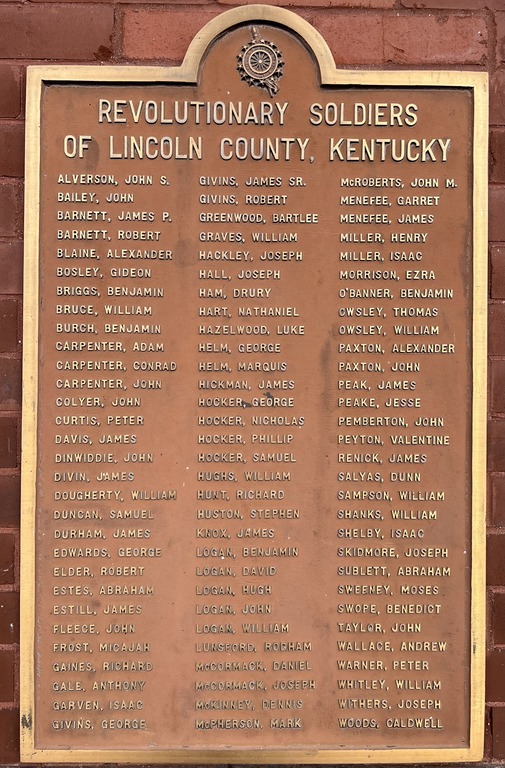 REVOLUTIONARY SOLDIERS
OF LINCOLN COUNTY, KENTUCKY
ALVERSON, JOHN S.
BAILEY, JOHN
BARNETT, JAMES P.
BARNETT, ROBERT
BLAINE, ALEXANDER
BOSLEY, GIDEON
BRIGGS, BENJAMIN
BRUCE, WILLIAM
BURCH, BENJAMIN
CARPENTER, ADAM
CARPENTER, CONRAD
CARPENTER, JOHN
COLYER, JOHN
CURTIS, PETER
DAVIS, JAMES
DINWIDDIE, JOHN
DIVIN, JAMES
DOUGHERTY, WILLIAM
DUNCAN, SAMUEL
DURHAM, JAMES
EDWARDS, GEORGE
ELDER, ROBERT
ESTES, ABRAHAM
ESTILL, JAMES
FLEECE, JOHN
FROST, MICAJAH
GAINES, RICHARD
GALE, ANTHONY
GARVEN, ISAAC
GIVINS, GEORGE
GIVINS, JAMES SR.
GIVINS, ROBERT
GREENWOOD, BARTLEE
GRAVES, WILLIAM
HACKLEY, JOSEPH
HALL, JOSEPH
HAM, DRURY
HART, NATHANIEL
HAZELWOOD, LUKE
HELM, GEORGE
HELM, MARQUIS
HICKMAN, JAMES
HOCKER, GEORGE
HOCKER, NICHOLAS
HOCKER, PHILLIP
HOCKER, SAMUEL
HUGHS, WILLIAM
HUNT, RICHARD
HUSTON, STEPHEN
KNOX, JAMES
LOGAN, BENJAMIN
LOGAN, DAVID
LOGAN, HUGH
LOGAN, JOHN
LOGAN, WILLIAM
LUNSFORD, RODHAM
McCORMACK, DANIEL
McCORMACK, JOSEPH
McKINNEY, DENNIS
McPHERSON, MARK
McROBERTS, JOHN M.
MENEFEE, GARRET
MENEFEE, JAMES
MILLER, HENRY
MILLER, ISAAC
MORRISON, EZRA
O'BANNER, BENJAMIN
OWSLEY, THOMAS
OWSLEY, WILLIAM
PAXTON, ALEXANDER
PAXTON, JOHN
PEAK, JAMES
PEAKE, JESSE
PEMBERTON, JOHN
PEYTON, VALENTINE
RENICK, JAMES
SALYAS, DUNN
SAMPSON, WILLIAM
SHANKS, WILLIAM
SHELBY, ISAAC
SKIDMORE, JOSEPH
SUBLETT, ABRAHAM
SWEENEY, MOSES
SWOPE, BENEDICT
TAYLOR, JOHN
WALLACE, ANDREW
WARNER, PETER
WHITLEY, WILLIAM
WITHERS, JOSEPH
WOODS, CALDWELL